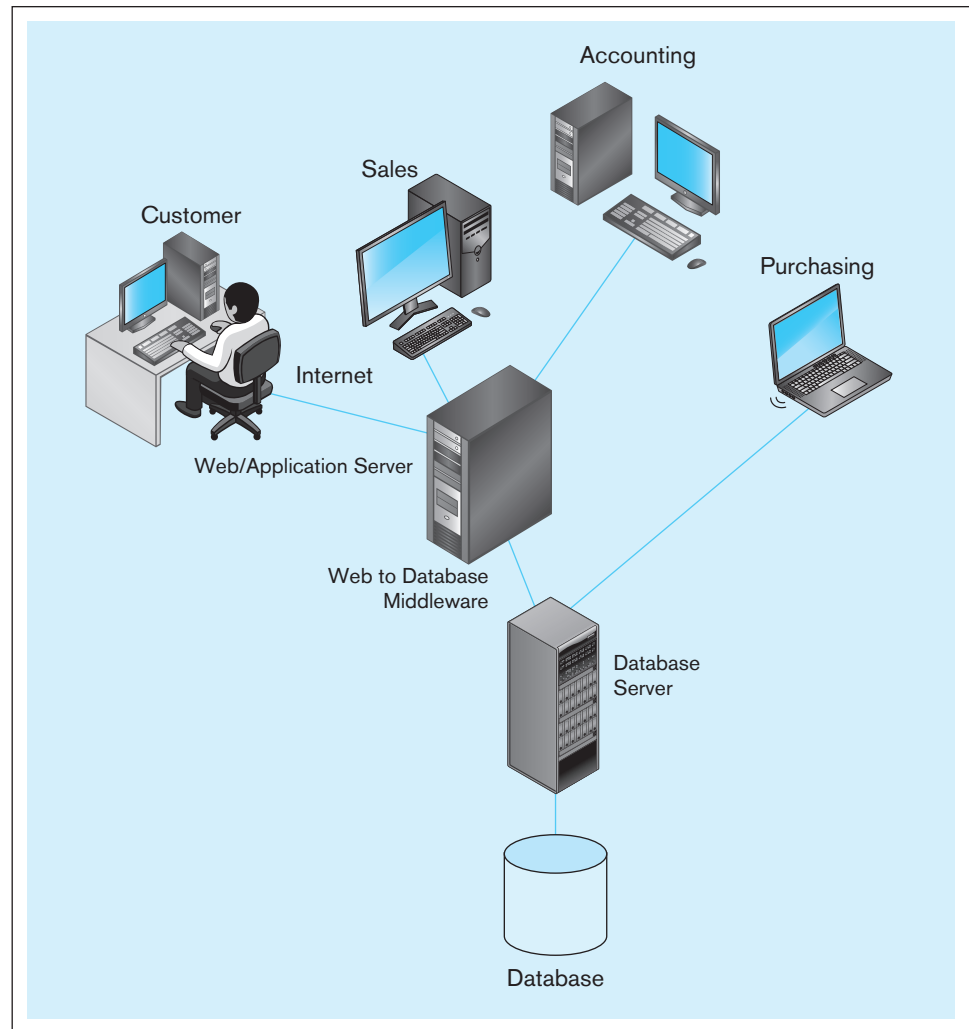 Accounting
Sales
Customer
Purchasing
Internet
Web/Application Server
Web to Database
Middleware
Database
Server
Database